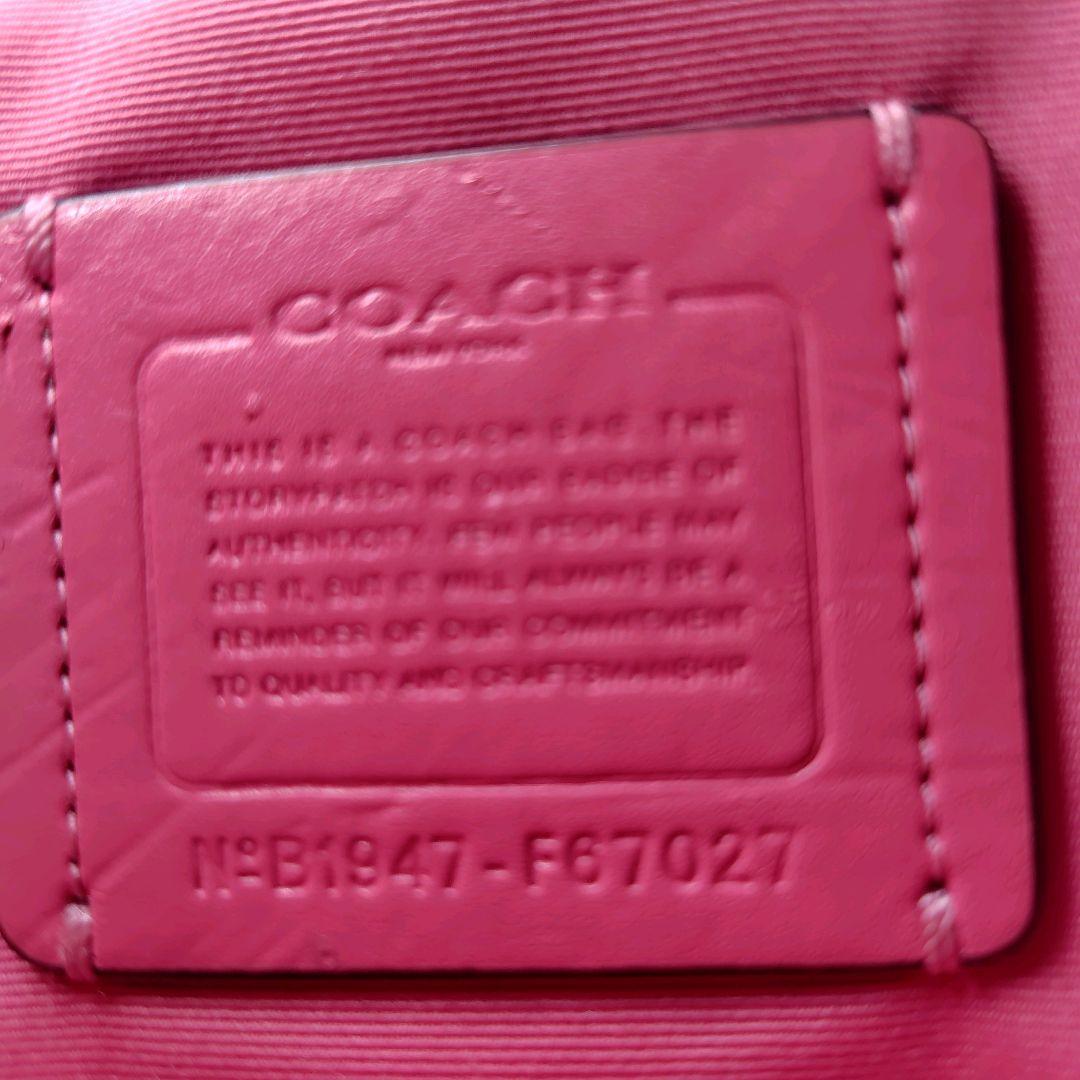 COACH
NEW YORK
THIS IS A COACH BAG. THE
STORYPATCH IS OUR BADGE OF
AUTHENTICITY. FEW PEOPLE MAY
SEE IT, BUT IT WILL ALWAYS BE A
REMINDER OF OUR COMMITMENT
TO QUALITY AND CRAFTSMANSHIP.
NºB1947-F67027